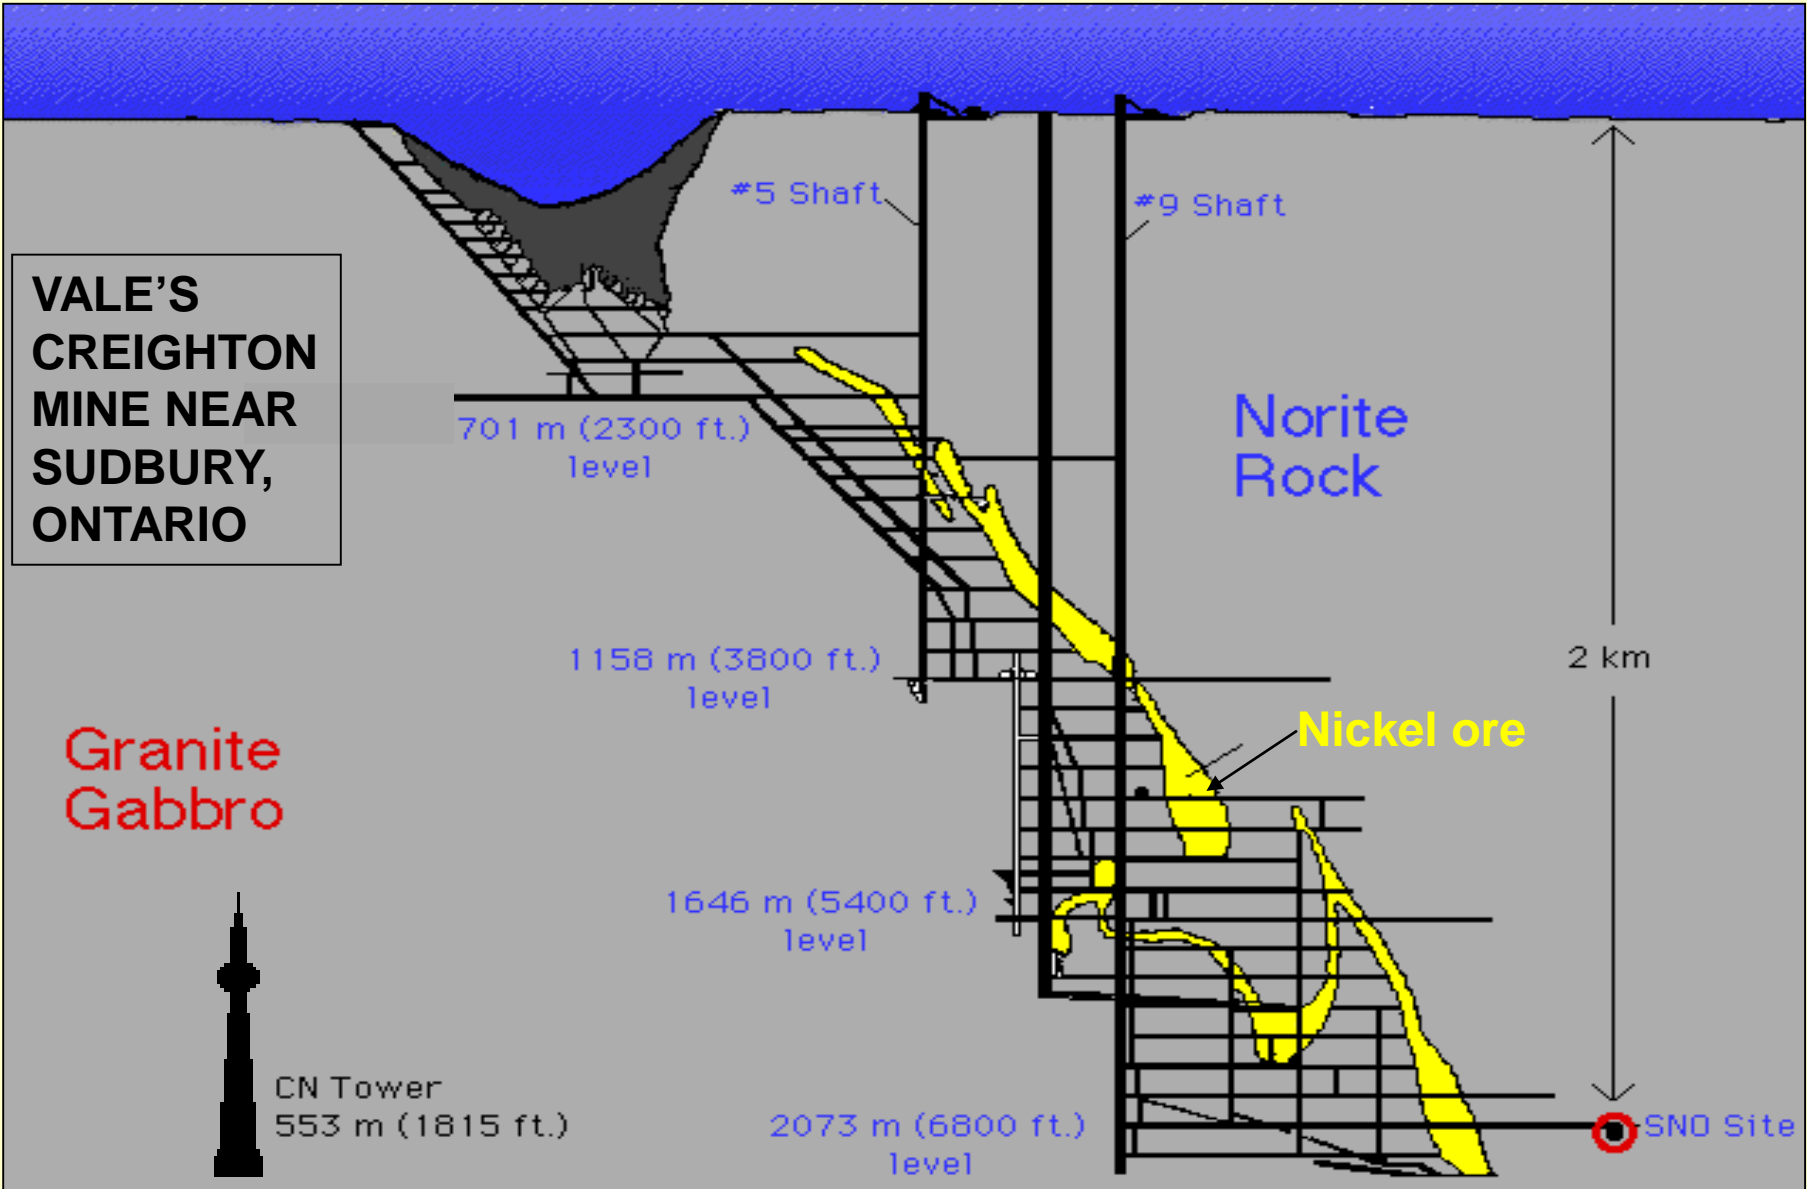 #5 Shaft
#9 Shaft
VALE’S
CREIGHTON
MINE NEAR
SUDBURY,
ONTARIO
701 m (2300 ft.)
level
Norite
Rock
1158 m (3800 ft.)
level
2 km
Nickel ore
Granite
Gabbro
1646 m (5400 ft.)
level
CN Tower
553 m (1815 ft.)
2073 m (6800 ft.)
level
SNO Site